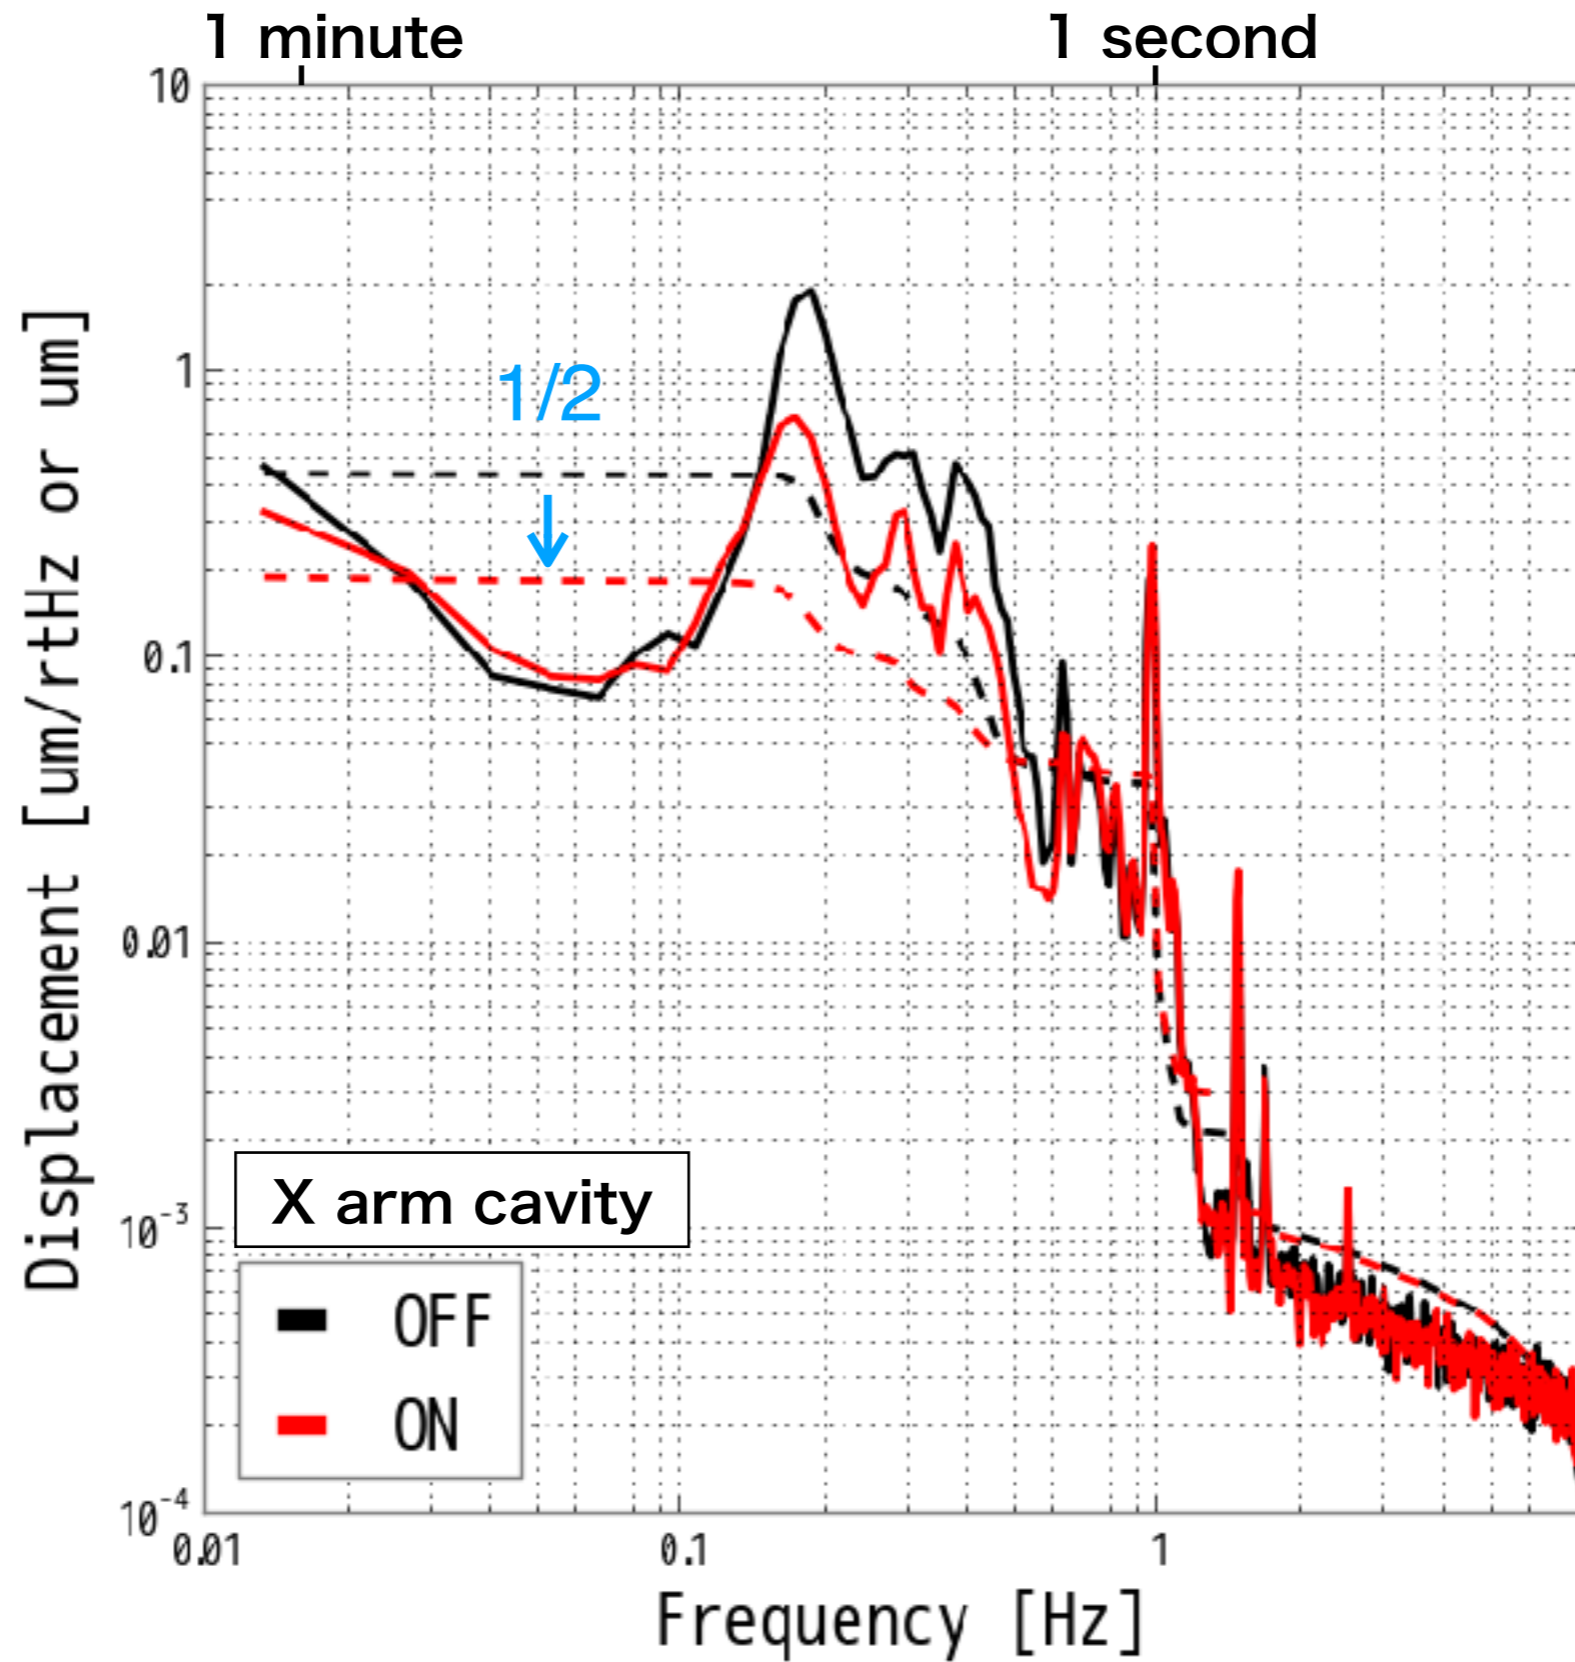 1 minute 1 second
10
1
0.1
0.01
10⁻³
10⁻⁴
Displacement [um/rtHz or um]
1/2
X arm cavity
OFF
ON
0.01 0.1 1
Frequency [Hz]